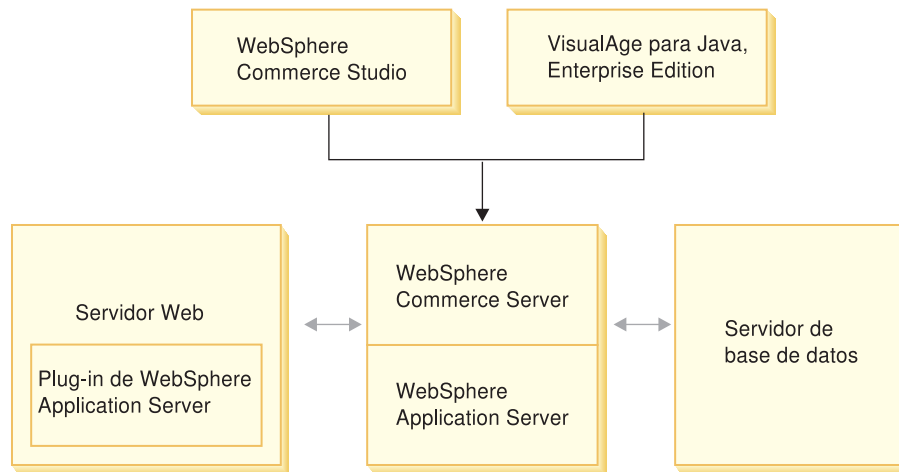 WebSphere
Commerce Studio
VisualAge para Java,
Enterprise Edition
Servidor Web
Plug-in de WebSphere
Application Server
WebSphere
Commerce Server
WebSphere
Application Server
Servidor de
base de datos